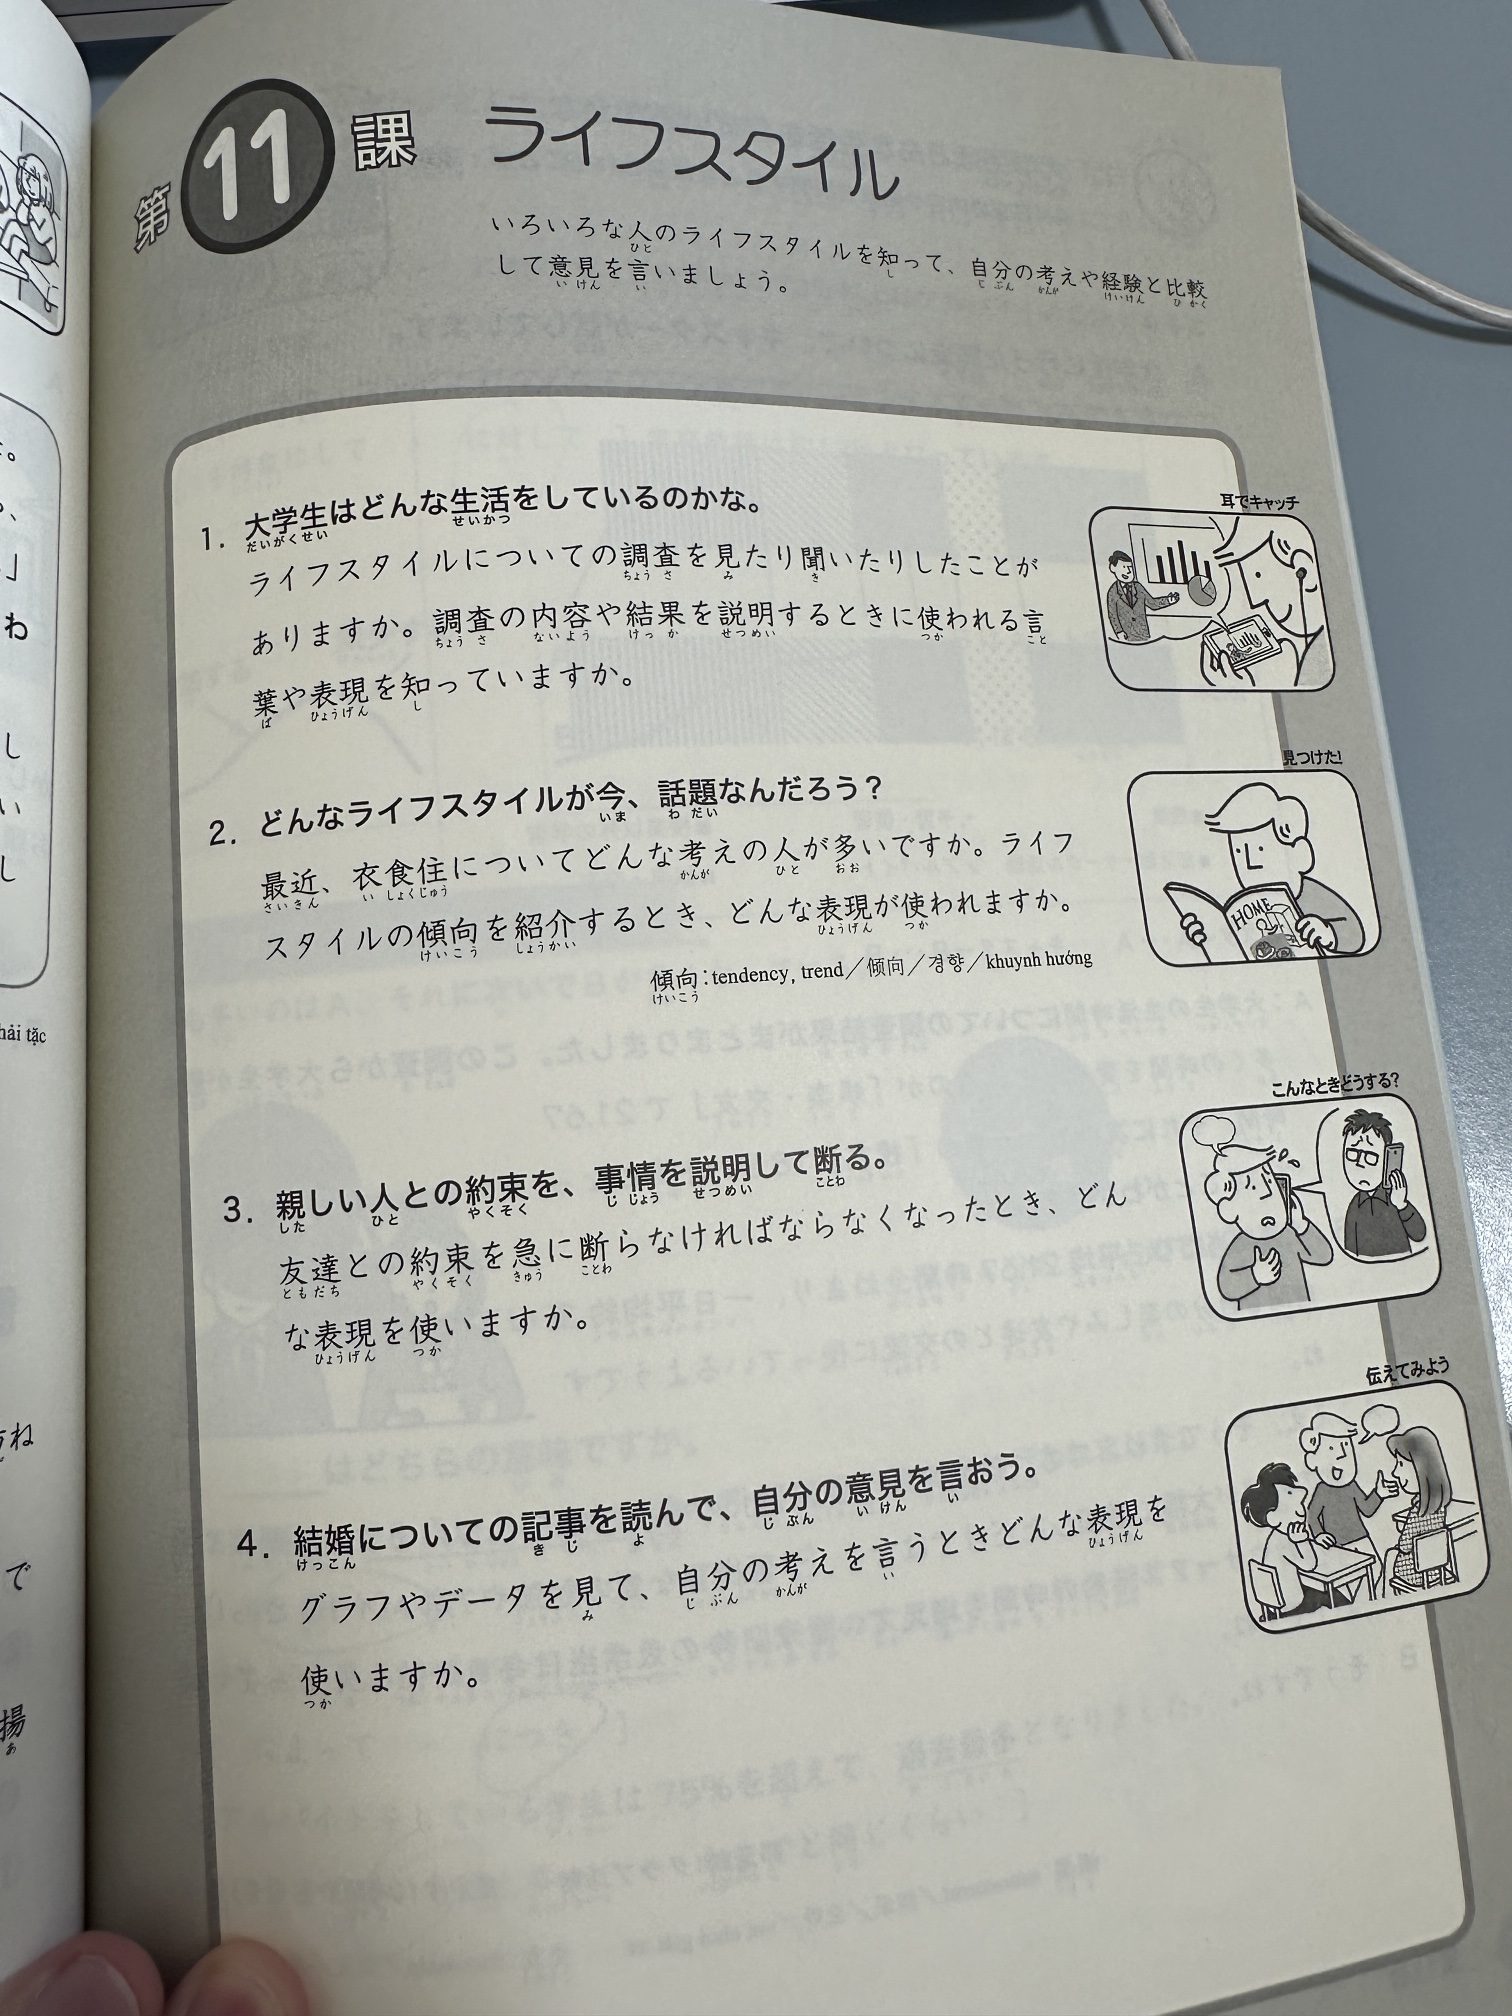 第11課 ライフスタイル
いろいろな人のライフスタイルを知って、自分の考えや経験と比較
して意見を言いましょう。
1. 大学生はどんな生活をしているのかな。
ライフスタイルについての調査を見たり聞いたりしたことが
ありますか。調査の内容や結果を説明するときに使われる言
葉や表現を知っていますか。
耳でキャッチ
2. どんなライフスタイルが今、話題なんだろう?
最近、衣食住についてどんな考えの人が多いですか。ライフ
スタイルの傾向を紹介するとき、どんな表現が使われますか。
傾向:tendency, trend/倾向/경향/khuynh hướng
見つけた!
HOME
3. 親しい人との約束を、事情を説明して断る。
友達との約束を急に断らなければならなくなったとき、どん
な表現を使いますか。
こんなときどうする?
4. 結婚についての記事を読んで、自分の意見を言おう。
グラフやデータを見て、自分の考えを言うときどんな表現を
使いますか。
伝えてみよう